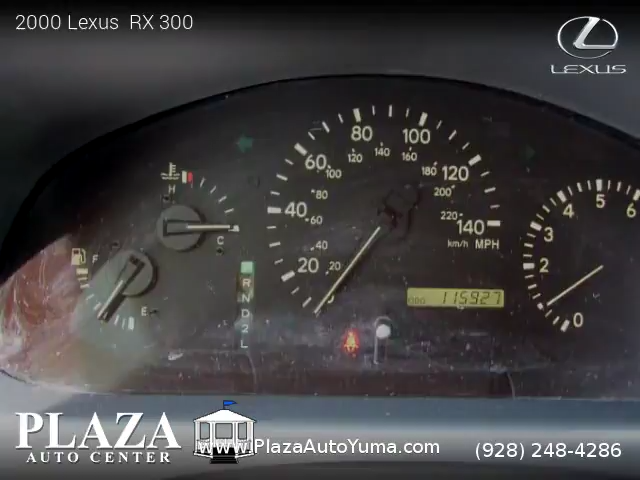 2000 Lexus RX 300
LEXUS
80 100
120 140 160
60 100 180 120
80 200
40 60 220 140
km/h MPH
40
20 20
0
H
C
F
E
R
N
D
2
L
ODO 115927
6
5
4
3
2
0
PLAZA
AUTO CENTER
www.PlazaAutoYuma.com
(928) 248-4286